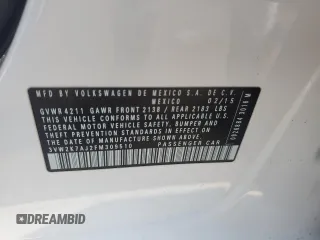 MFD BY VOLKSWAGEN DE MEXICO S.A. DE C.V.
MEXICO 02/15
GVWR 4211 GAWR FRONT 2138 / REAR 2183 LBS
THIS VEHICLE CONFORMS TO ALL APPLICABLE
FEDERAL MOTOR VEHICLE SAFETY, BUMPER AND
THEFT PREVENTION STANDARDS IN EFFECT ON
THE DATE OF MANUFACTURE SHOWN ABOVE
3VW2K7AJ2FM309610 PASSENGER CAR
DREAMBID